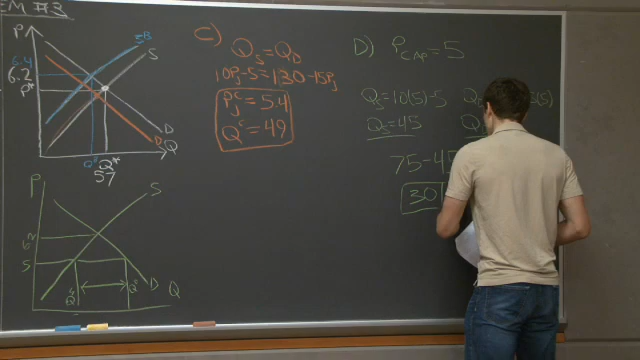 EM #3
P
6.4
6.2
P*
S^B
S
D
D
Q
Q^B
Q*
57
P
S
6.2
5
D
Q
C)
Q_S = Q_D
10P_J - 5 = 130 - 15P_J
P_J^C = 5.4
Q^C = 49
D) P_CAP = 5
Q_S = 10(5) - 5
Q_S = 45
75 - 45
30